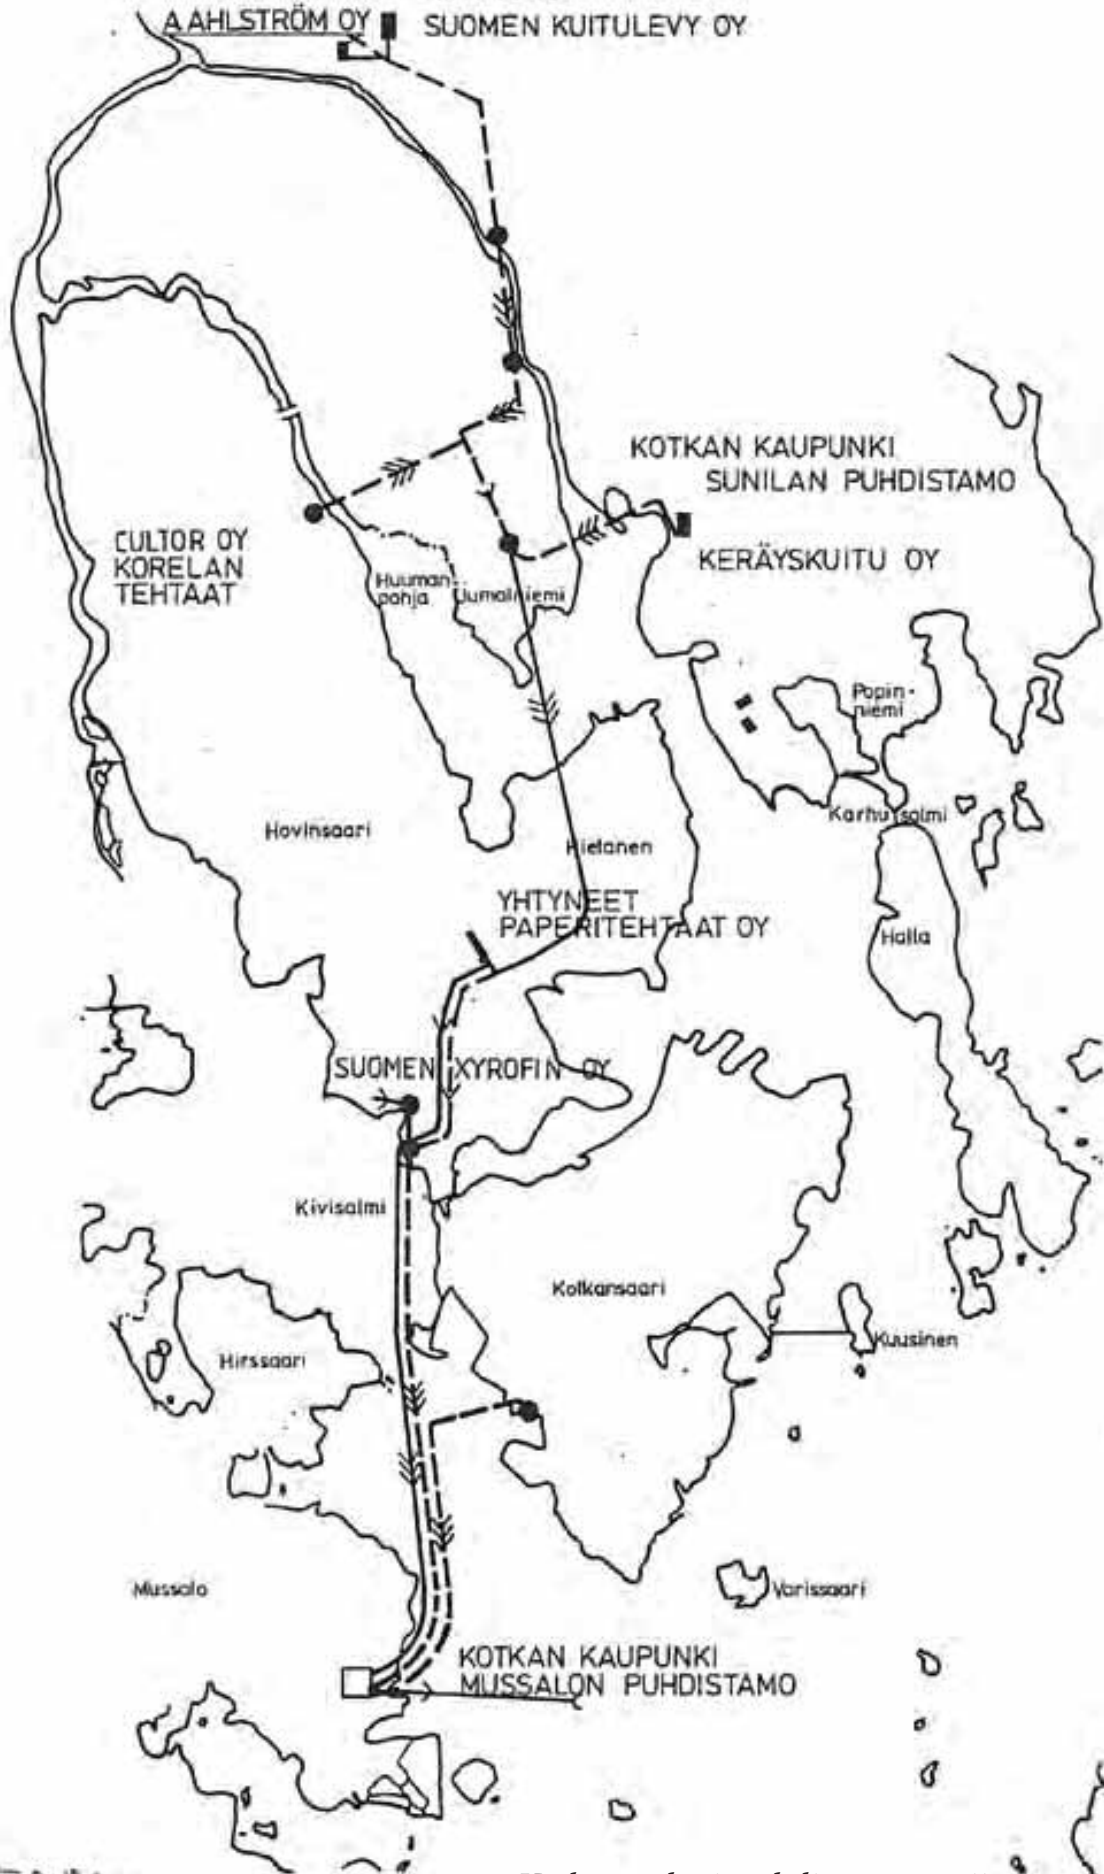 A AHLSTRÖM OY
SUOMEN KUITULEVY OY
KOTKAN KAUPUNKI
SUNILAN PUHDISTAMO
KERÄYSKUITU OY
CULTOR OY
KORELAN
TEHTAAT
Huuman
pohja
Jumalniemi
Popin-
niemi
Hovinsaari
Karhusalmi
Hietanen
YHTYNEET
PAPERITEHTAAT OY
Halla
SUOMEN XYROFIN OY
Kivisalmi
Kotkansaari
Hirssaari
Kuusinen
Mussalo
Varissaari
KOTKAN KAUPUNKI
MUSSALON PUHDISTAMO